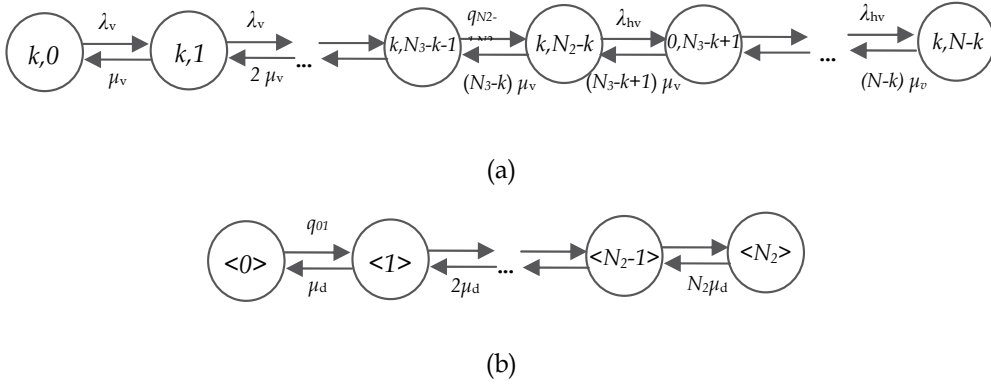 λv λv qN2- λhv λhv
k,0 k,1 ... k,N3-k-1 k,N2-k 0,N3-k+1 ... k,N-k
μv 2 μv (N3-k) μv (N3-k+1) μv (N-k) μv
(a)
q01
<0> <1> ... <N2-1> <N2>
μd 2μd N2μd
(b)